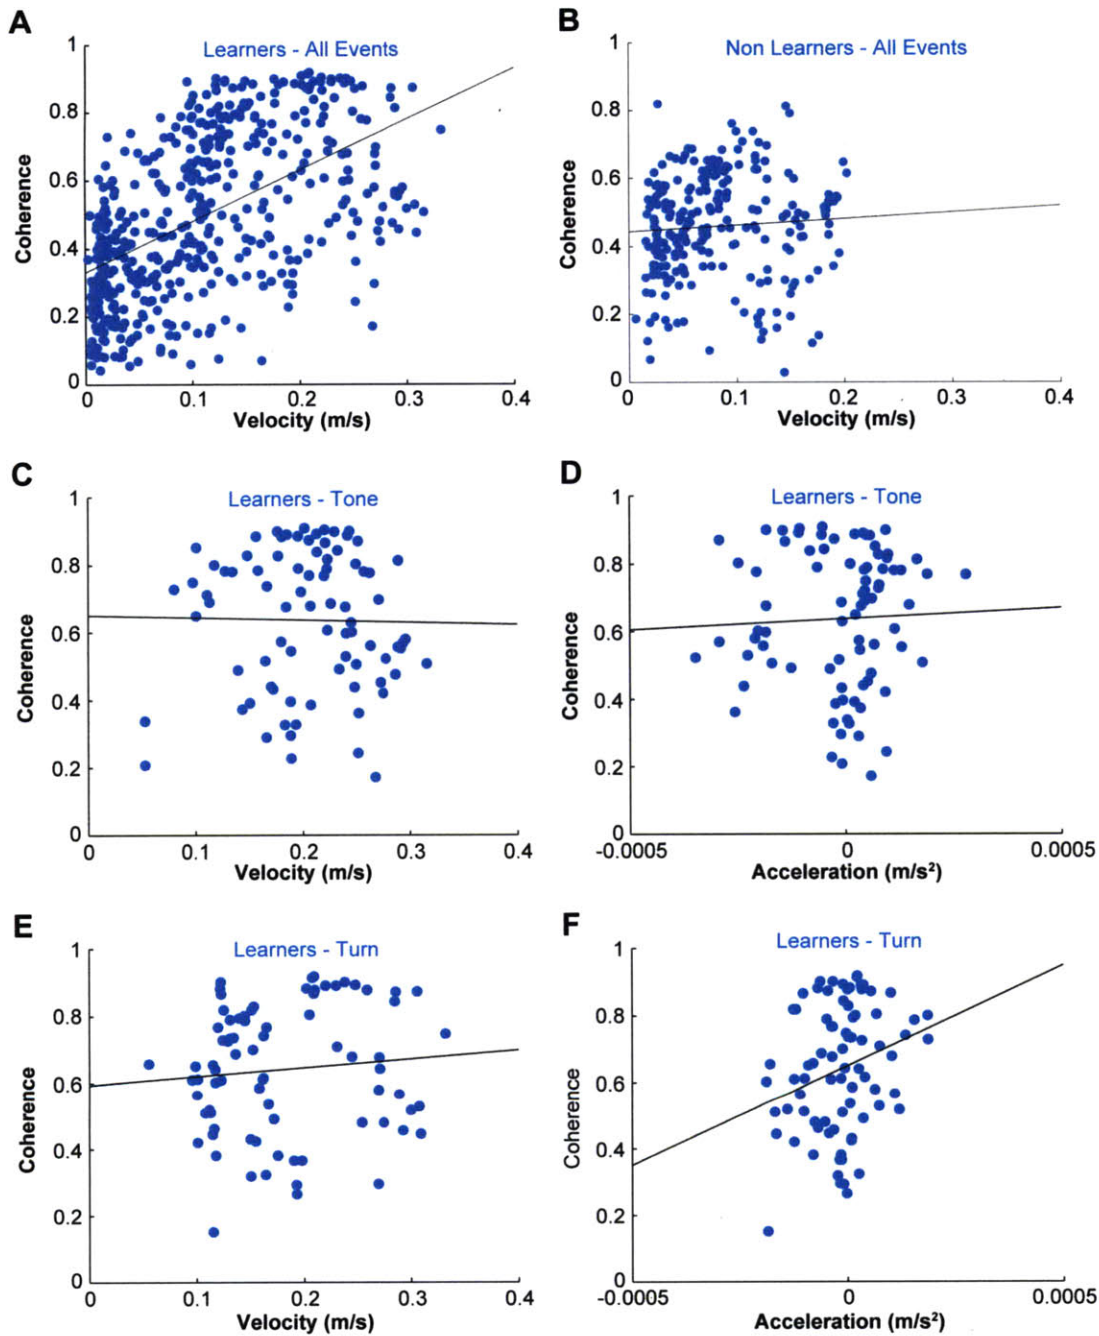 A
Learners - All Events
1
0.8
0.6
0.4
0.2
0
Coherence
0
0.1
0.2
0.3
0.4
Velocity (m/s)
B
Non Learners - All Events
1
0.8
0.6
0.4
0.2
0
Coherence
0
0.1
0.2
0.3
0.4
Velocity (m/s)
C
Learners - Tone
1
0.8
0.6
0.4
0.2
0
Coherence
0
0.1
0.2
0.3
0.4
Velocity (m/s)
D
Learners - Tone
1
0.8
0.6
0.4
0.2
0
Coherence
-0.0005
0
0.0005
Acceleration (m/s²)
E
Learners - Turn
1
0.8
0.6
0.4
0.2
0
Coherence
0
0.1
0.2
0.3
0.4
Velocity (m/s)
F
Learners - Turn
1
0.8
0.6
0.4
0.2
0
Coherence
-0.0005
0
0.0005
Acceleration (m/s²)